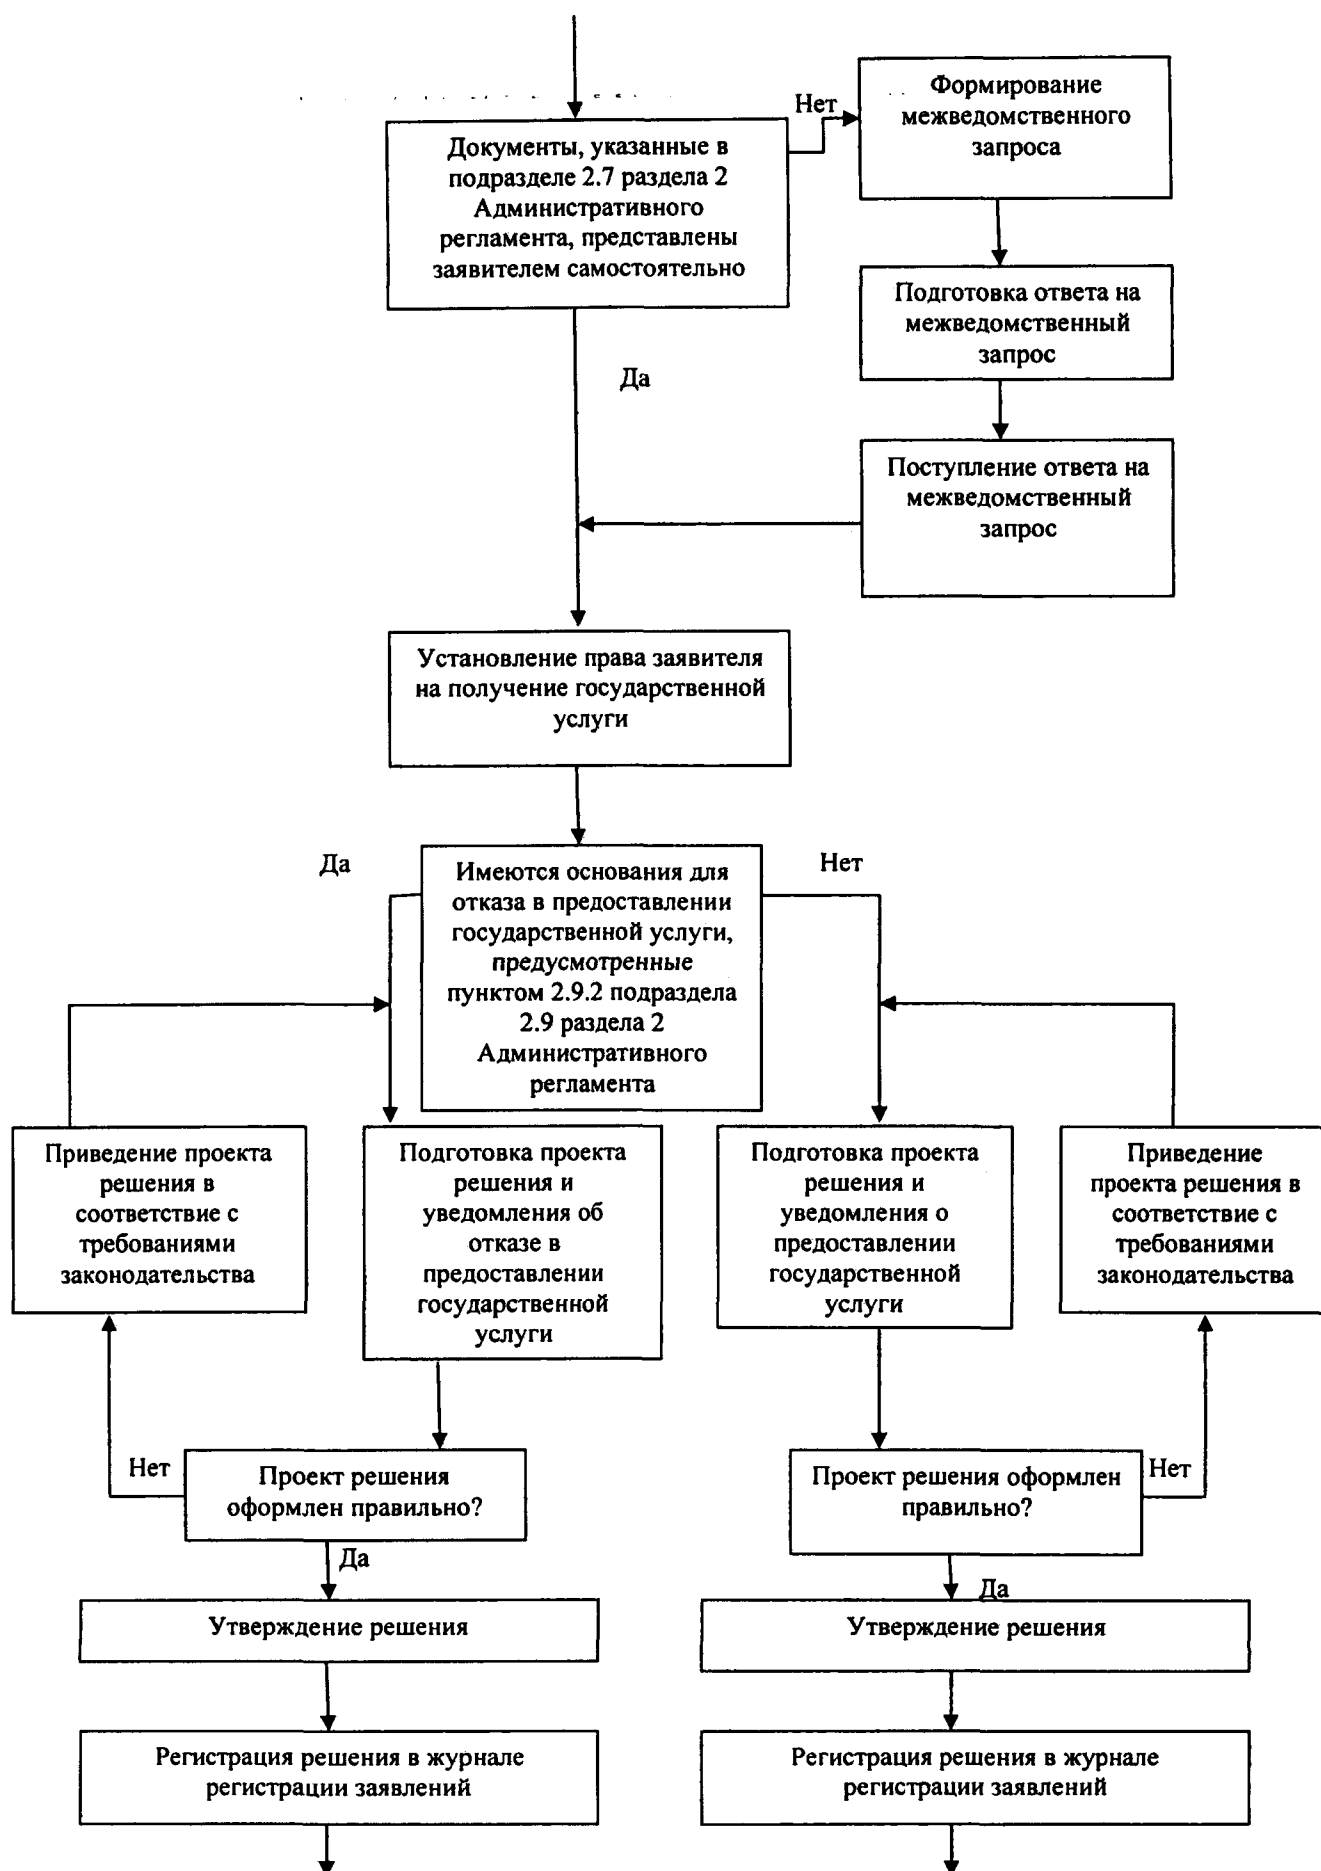 Нет
Формирование
межведомственного
запроса
Документы, указанные в
подразделе 2.7 раздела 2
Административного
регламента, представлены
заявителем самостоятельно
Подготовка ответа на
межведомственный
запрос
Да
Поступление ответа на
межведомственный
запрос
Установление права заявителя
на получение государственной
услуги
Да
Имеются основания для
отказа в предоставлении
государственной услуги,
предусмотренные
пунктом 2.9.2 подраздела
2.9 раздела 2
Административного
регламента
Нет
Приведение проекта
решения в
соответствие с
требованиями
законодательства
Подготовка проекта
решения и
уведомления об
отказе в
предоставлении
государственной
услуги
Подготовка проекта
решения и
уведомления о
предоставлении
государственной
услуги
Приведение
проекта решения в
соответствие с
требованиями
законодательства
Нет
Проект решения
оформлен правильно?
Проект решения оформлен
правильно?
Нет
Да
Да
Утверждение решения
Утверждение решения
Регистрация решения в журнале
регистрации заявлений
Регистрация решения в журнале
регистрации заявлений